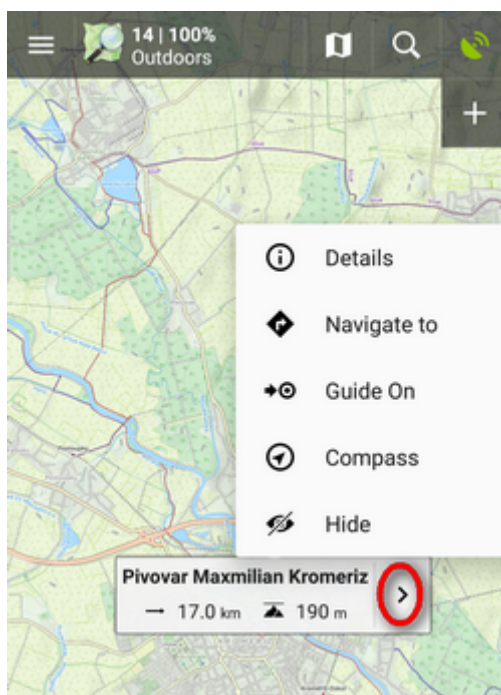 14 | 100%
Outdoors
Details
Navigate to
Guide On
Compass
Hide
Pivovar Maxmilian Kromeriz
17.0 km 190 m